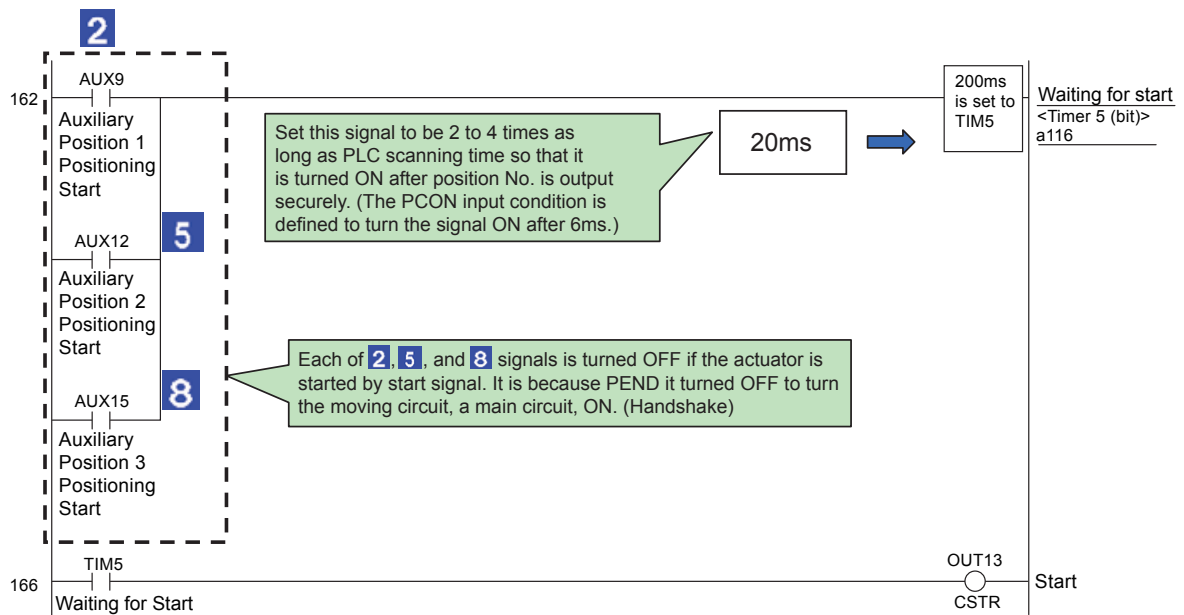 2
162
AUX9
Auxiliary
Position 1
Positioning
Start
Set this signal to be 2 to 4 times as
long as PLC scanning time so that it
is turned ON after position No. is output
securely. (The PCON input condition is
defined to turn the signal ON after 6ms.)
20ms
200ms
is set to
TIM5
Waiting for start
<Timer 5 (bit)>
a116
AUX12
5
Auxiliary
Position 2
Positioning
Start
Each of 2, 5, and 8 signals is turned OFF if the actuator is
started by start signal. It is because PEND it turned OFF to turn
the moving circuit, a main circuit, ON. (Handshake)
AUX15
8
Auxiliary
Position 3
Positioning
Start
166
TIM5
Waiting for Start
OUT13
CSTR
Start